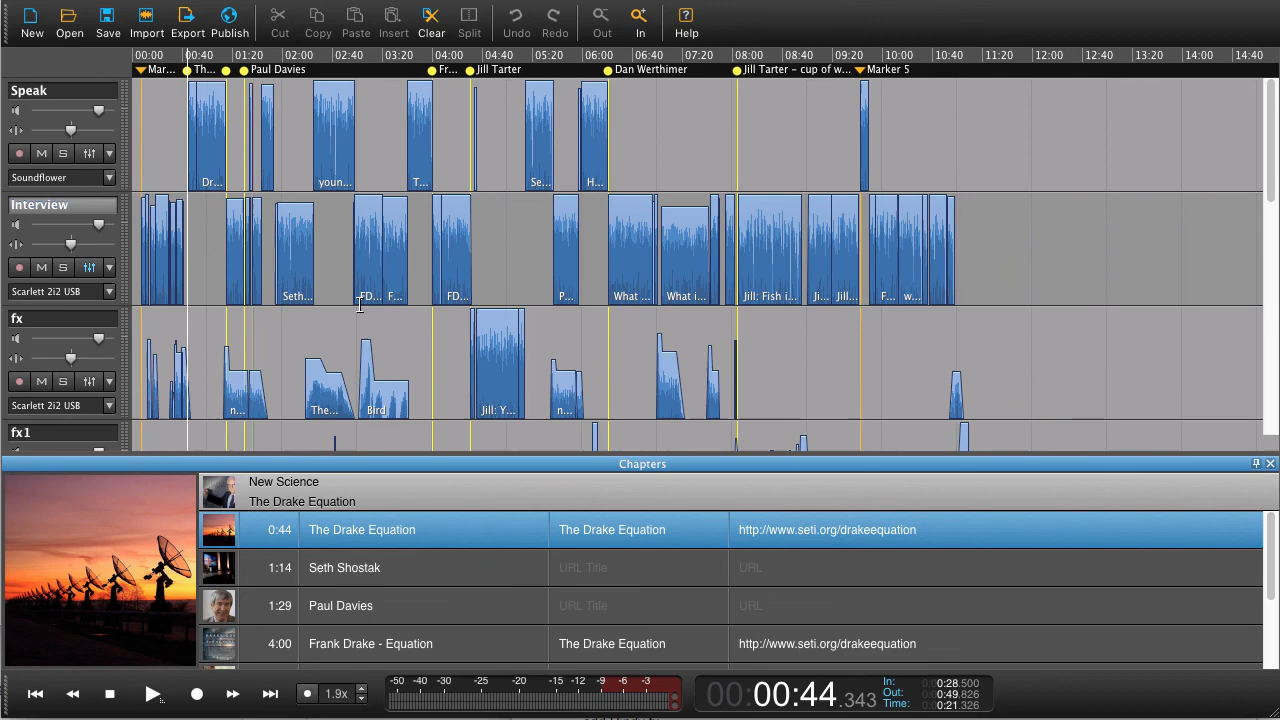 New Open Save Import Export Publish Cut Copy Paste Insert Clear Split Undo Redo Out In Help
00:00 00:40 01:20 02:00 02:40 03:20 04:00 04:40 05:20 06:00 06:40 07:20 08:00 08:40 09:20 10:00 10:40 11:20 12:00 12:40 13:20 14:00 14:40
Mar... Th... Paul Davies Fr... Jill Tarter Dan Werthimer Jill Tarter – cup of w... Marker 5
Speak
M S
Soundflower
Dr... youn... T... Se... H...
Interview
M S
Scarlett 2i2 USB
Seth... FD... F... FD... P... What ... What i... Jill: Fish i... Ji... Jill... F... w...
fx
M S
Scarlett 2i2 USB
n... The... Bird Jill: Y... n...
fx1
Chapters
New Science
The Drake Equation
0:44 The Drake Equation The Drake Equation http://www.seti.org/drakeequation
1:14 Seth Shostak URL Title URL
1:29 Paul Davies URL Title URL
4:00 Frank Drake - Equation The Drake Equation http://www.seti.org/drakeequation
1.9x
-50 -40 -30 -25 -20 -15 -12 -9 -6 -3
00:00:44.343
In: 0:00:28.500
Out: 0:00:49.826
Time: 0:00:21.326